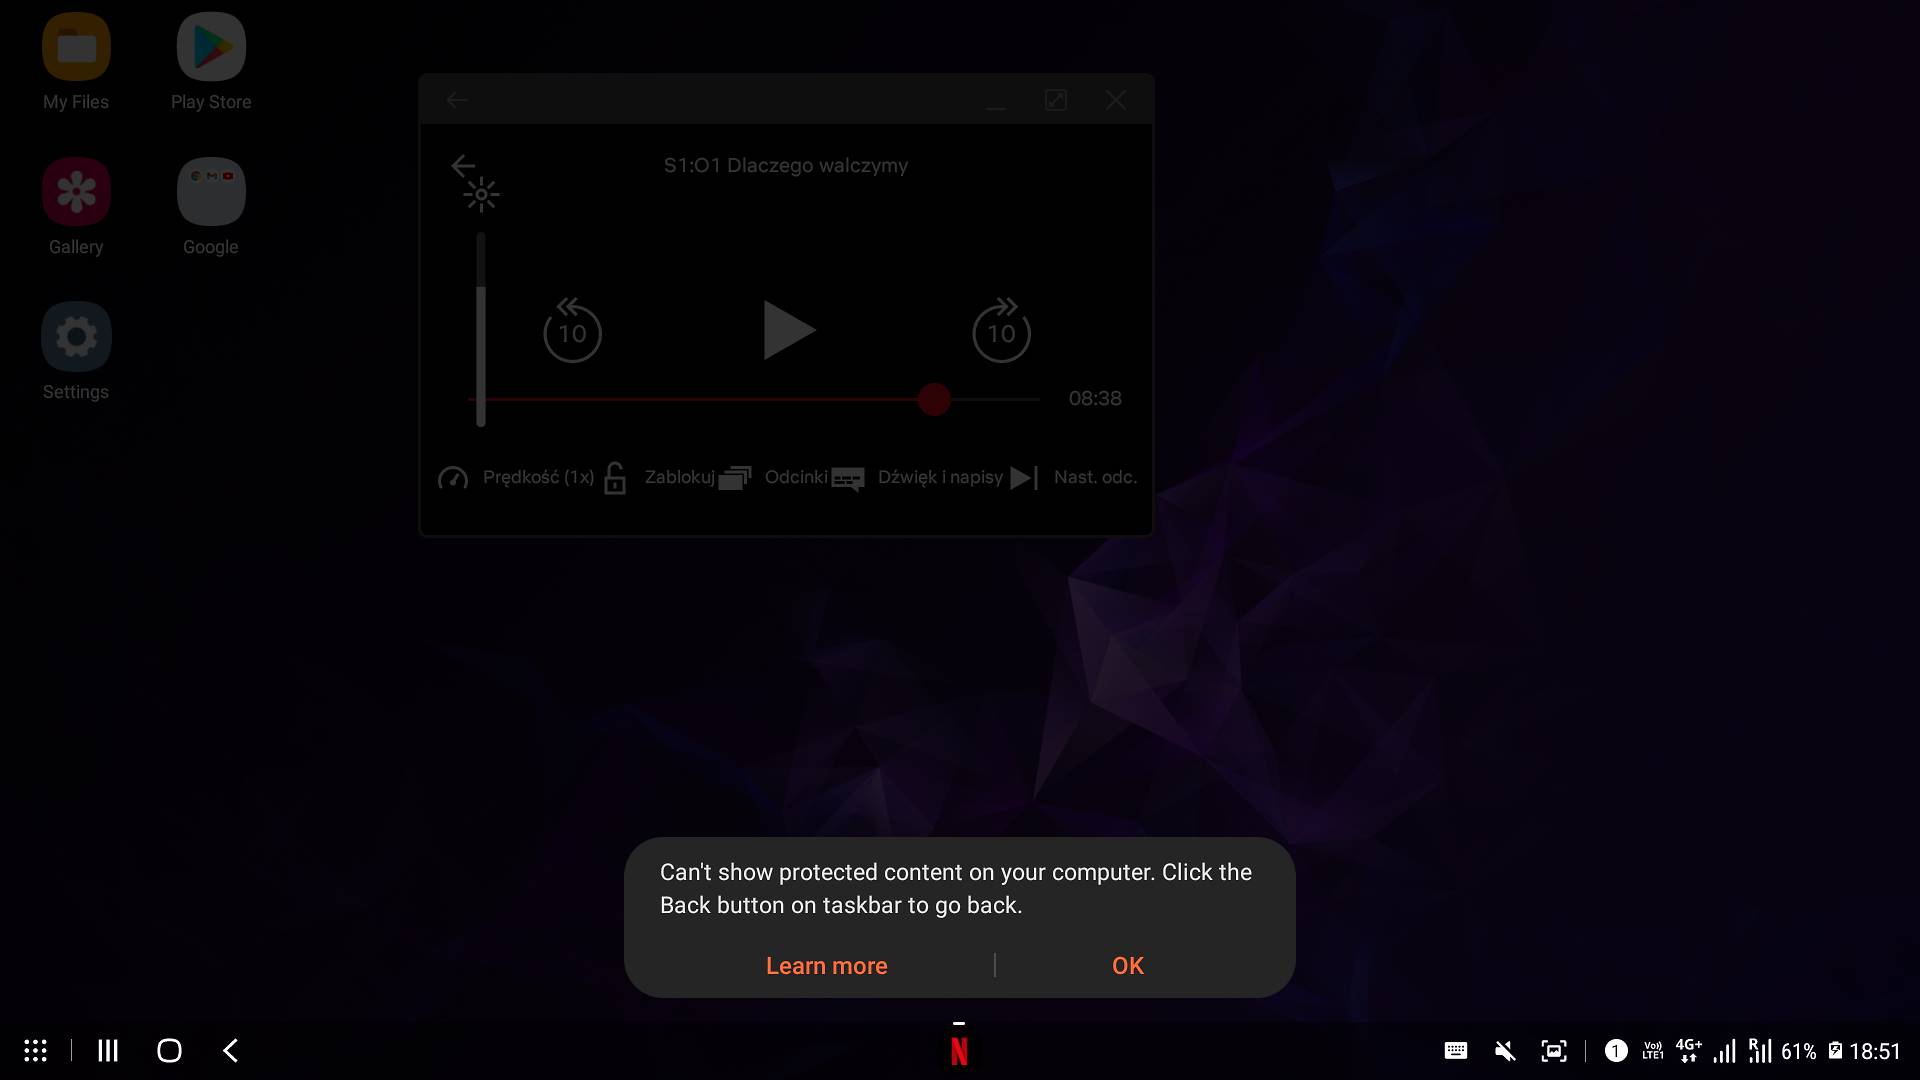 My Files
Play Store
Gallery
Google
Settings
S1:O1 Dlaczego walczymy
10
10
08:38
Prędkość (1x)
Zablokuj
Odcinki
Dźwięk i napisy
Nast. odc.
Can't show protected content on your computer. Click the
Back button on taskbar to go back.
Learn more
OK
N
1
Vo))
LTE1
4G+
R
61%
18:51